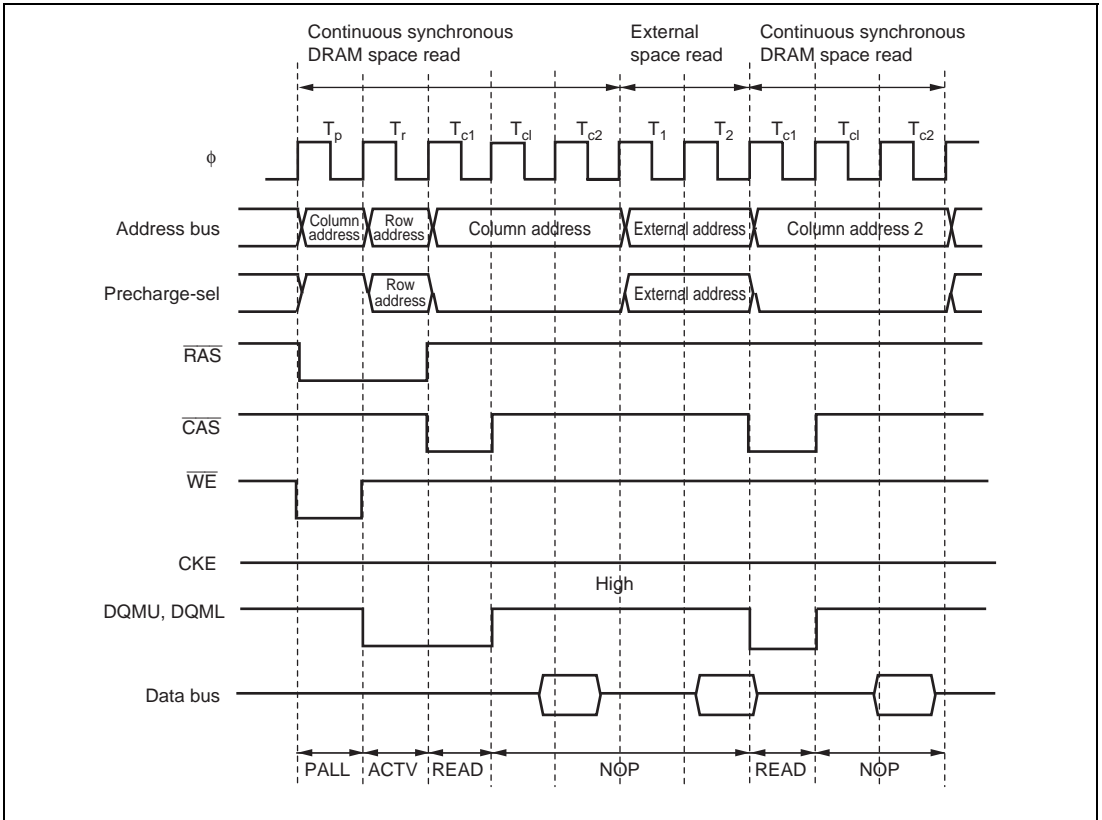 Continuous synchronous
DRAM space read
External
space read
Continuous synchronous
DRAM space read
Tp Tr Tc1 Tcl Tc2 T1 T2 Tc1 Tcl Tc2
ϕ
Address bus
Column
address
Row
address
Column address
External address
Column address 2
Precharge-sel
Row
address
External address
RAS
CAS
WE
CKE
High
DQMU, DQML
Data bus
PALL ACTV READ NOP READ NOP